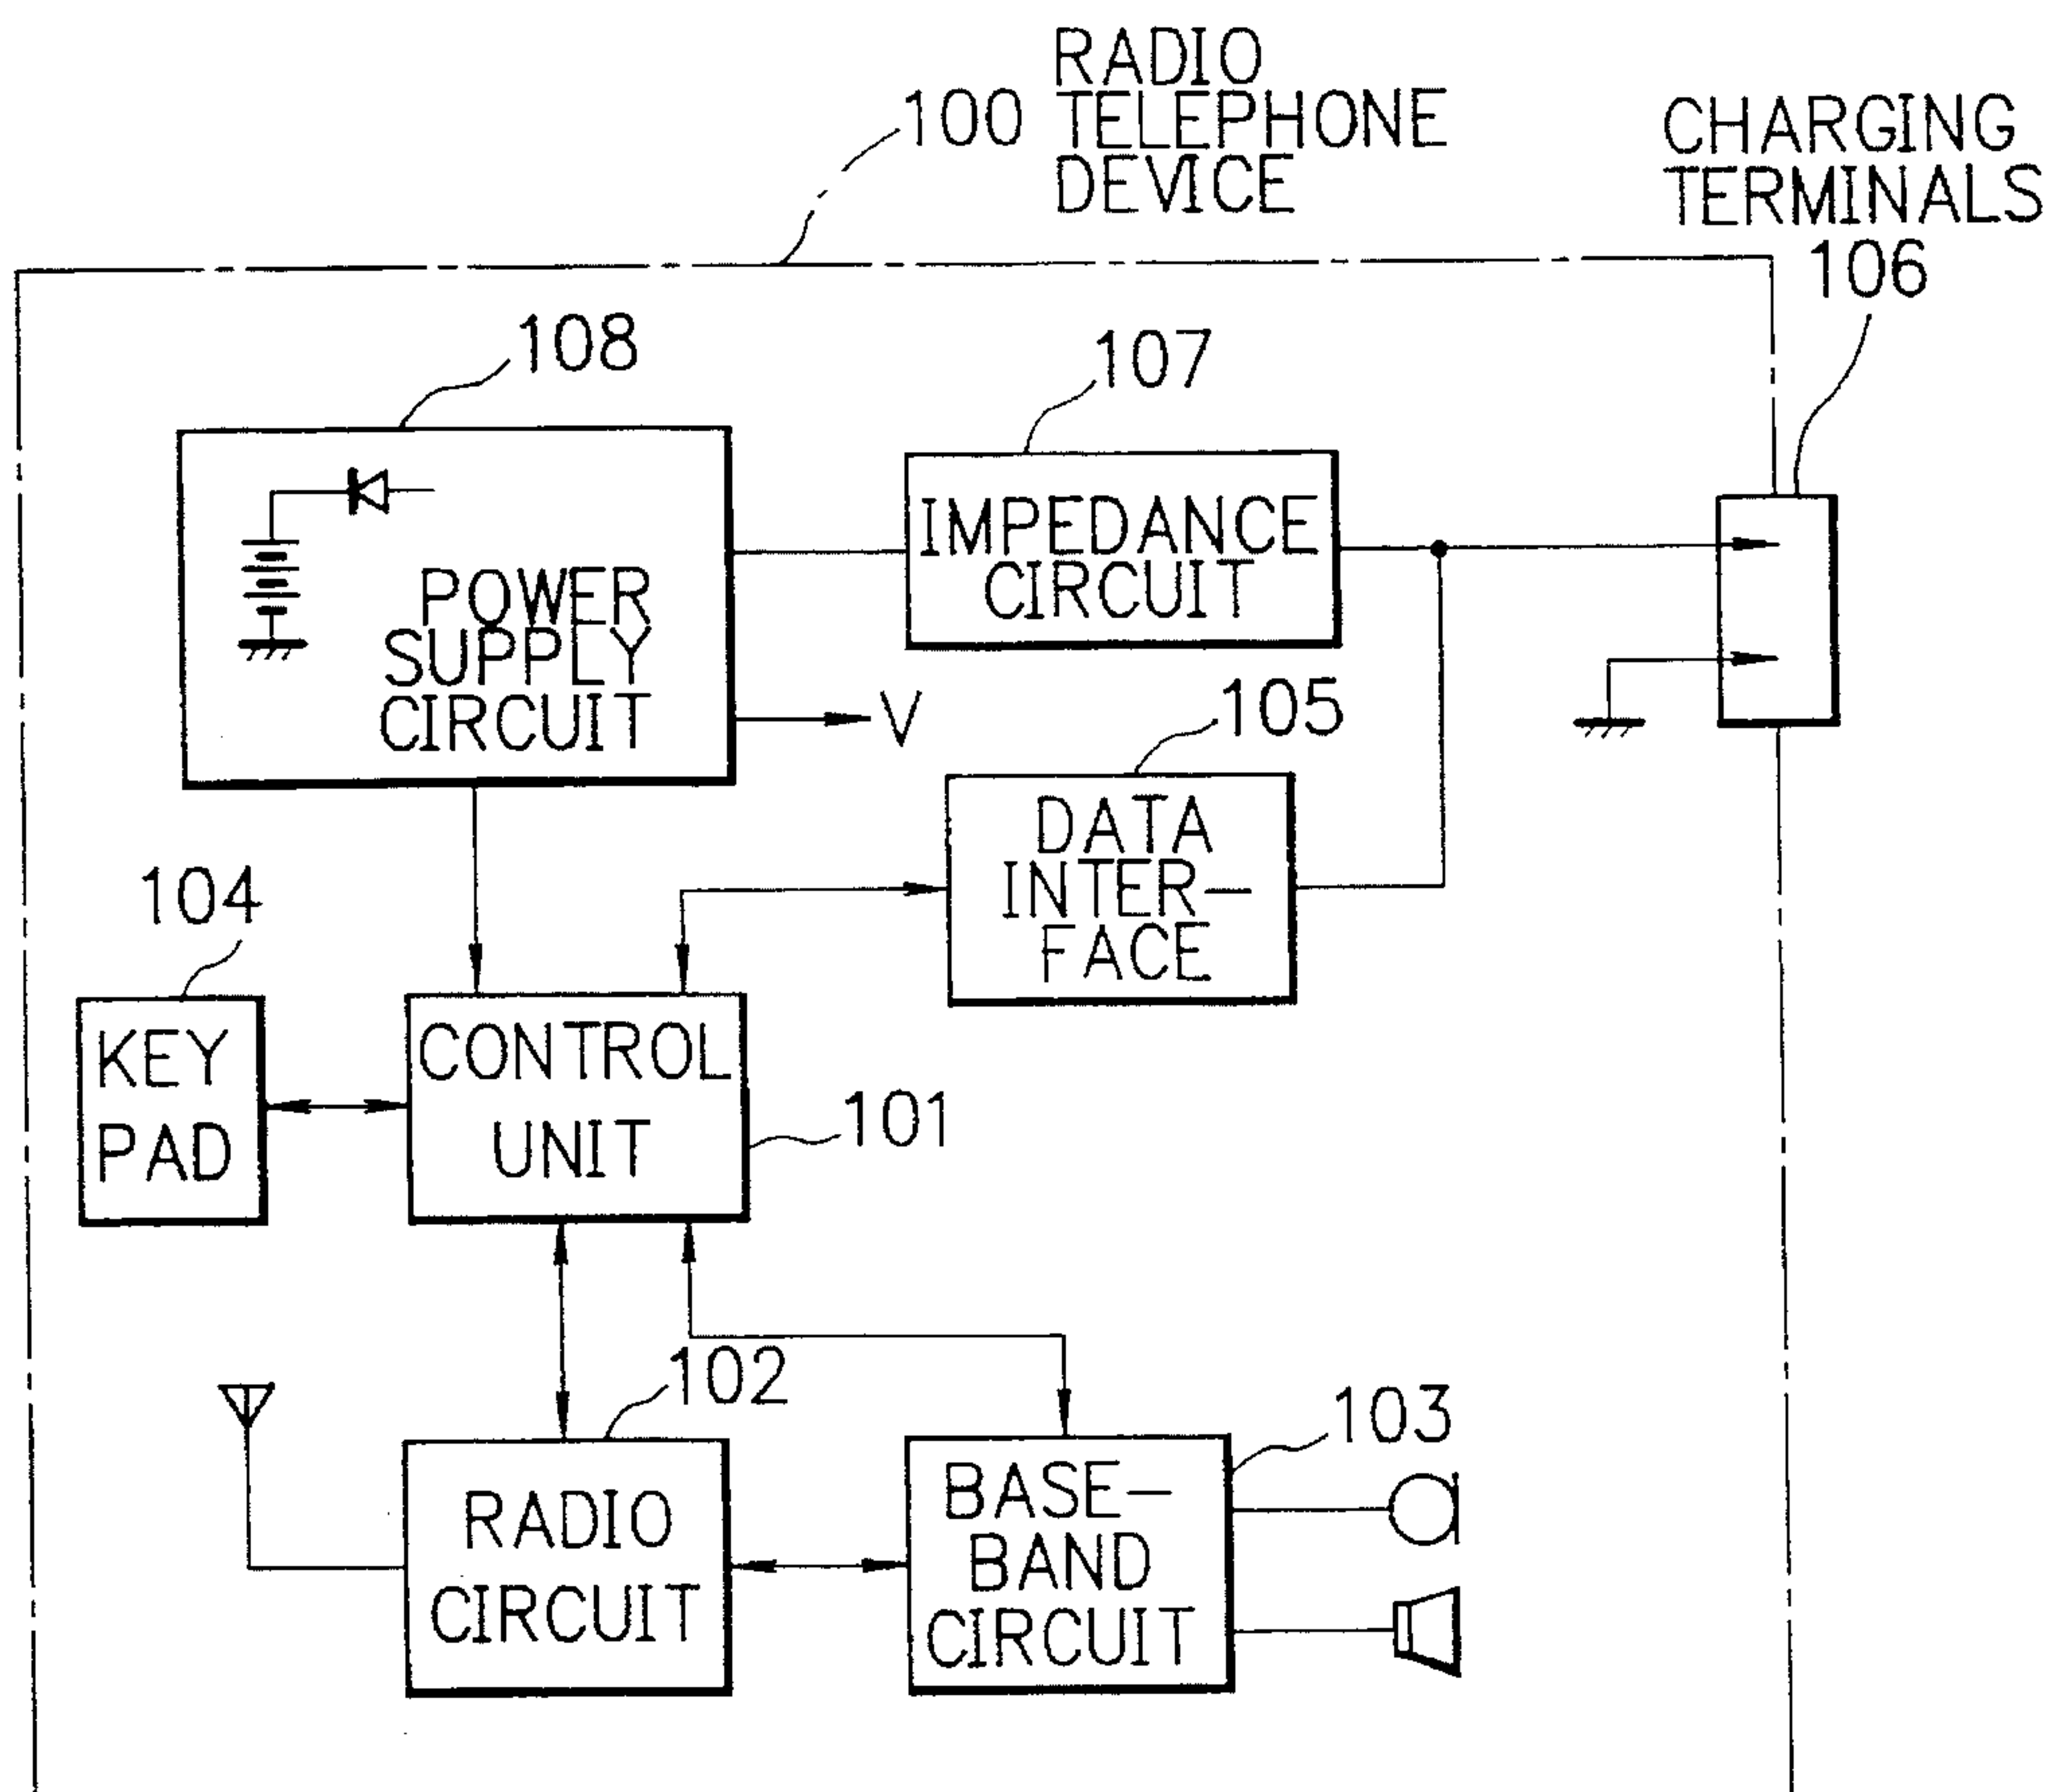 RADIO
100 TELEPHONE
DEVICE
CHARGING
TERMINALS
106
108
107
IMPEDANCE
CIRCUIT
POWER
SUPPLY
CIRCUIT
V
105
DATA
INTER-
FACE
104
KEY
PAD
CONTROL
UNIT
101
102
103
RADIO
CIRCUIT
BASE-
BAND
CIRCUIT